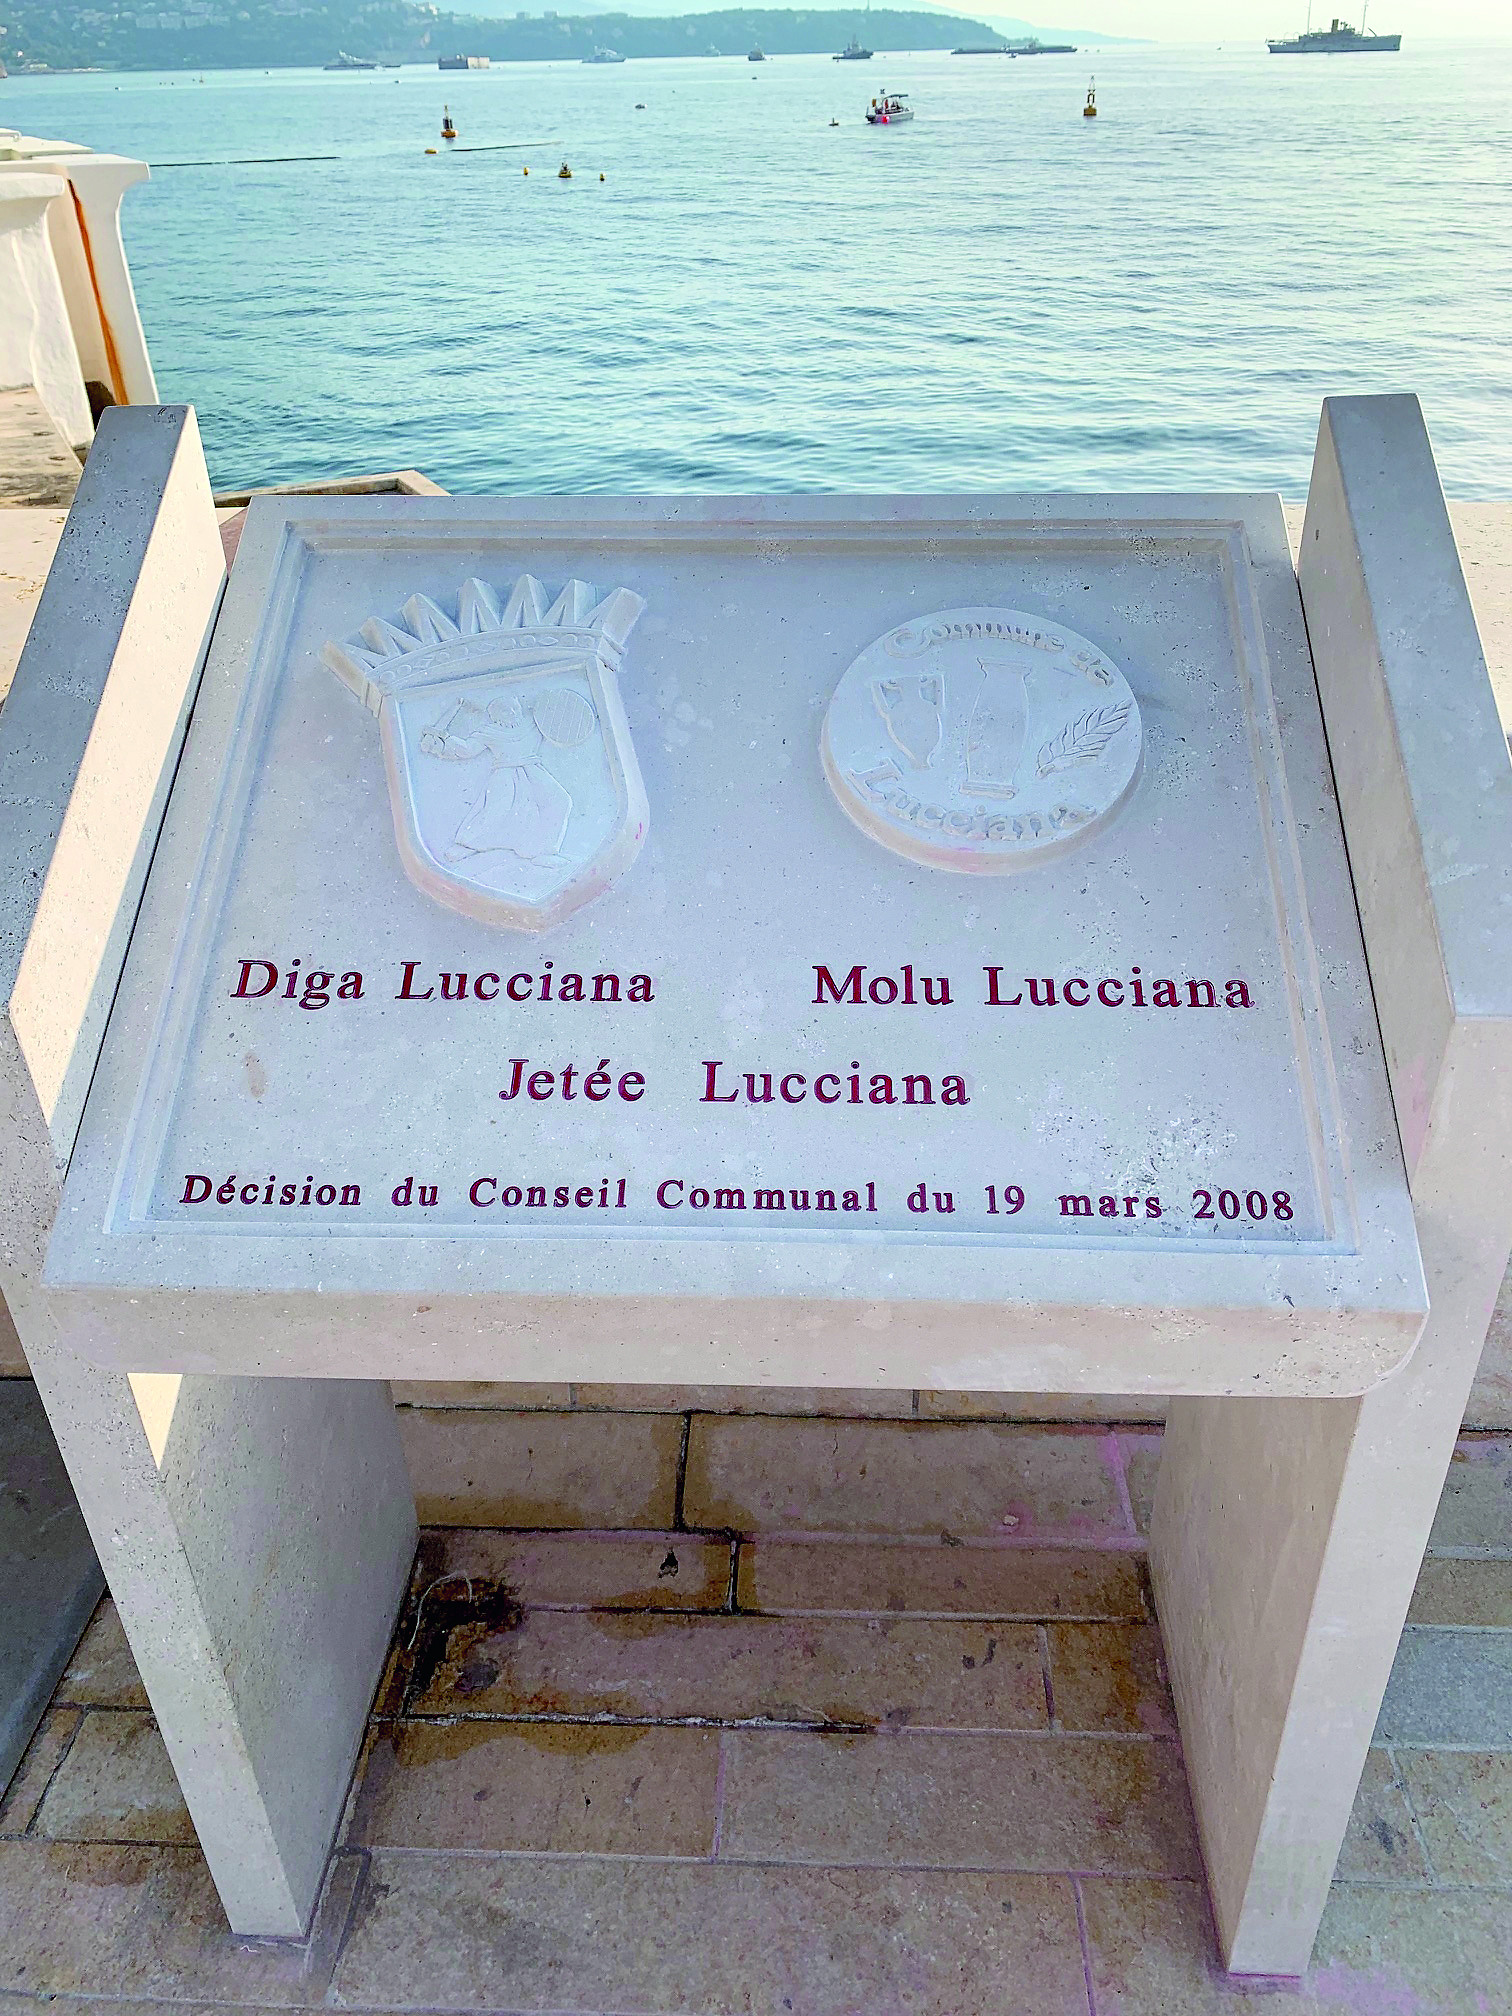 Commune de
Lucciana
Diga Lucciana
Molu Lucciana
Jetée Lucciana
Décision du Conseil Communal du 19 mars 2008